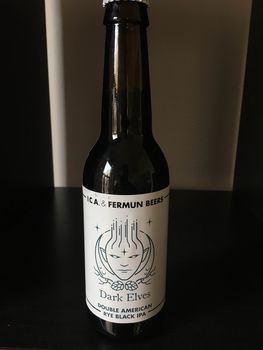 I.C.A. & FERMUN BEERS
Dark Elves
DOUBLE AMERICAN
RYE BLACK IPA